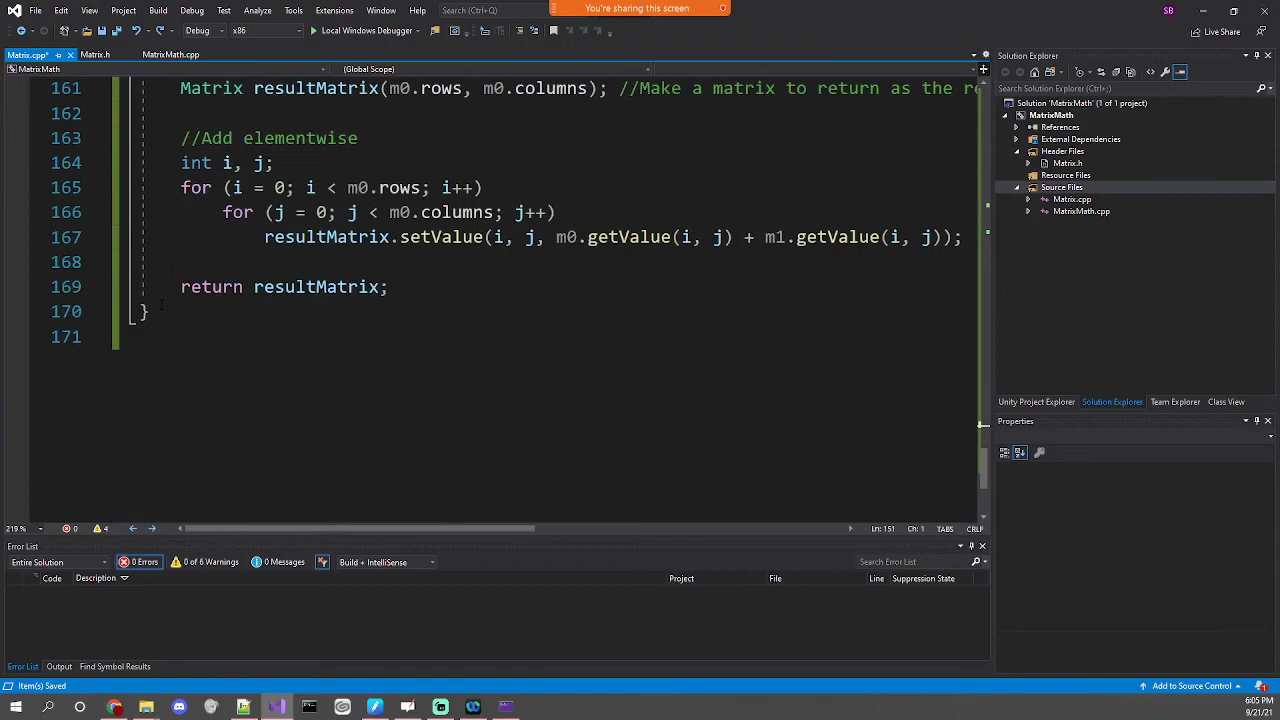 You're sharing this screen
File Edit View Git Project Build Debug Test Analyze Tools Extensions Window Help Search (Ctrl+Q) MatrixMath SB
Debug x86 Local Windows Debugger Live Share
Matrix.cpp* Matrix.h MatrixMath.cpp
MatrixMath (Global Scope)
161 Matrix resultMatrix(m0.rows, m0.columns); //Make a matrix to return as the re
162
163 //Add elementwise
164 int i, j;
165 for (i = 0; i < m0.rows; i++)
166 for (j = 0; j < m0.columns; j++)
167 resultMatrix.setValue(i, j, m0.getValue(i, j) + m1.getValue(i, j));
168
169 return resultMatrix;
170 }
171
219 % 0 4 Ln: 151 Ch: 1 TABS CRLF
Solution Explorer
Search Solution Explorer (Ctrl+;)
Solution 'MatrixMath' (1 of 1 project)
MatrixMath
References
External Dependencies
Header Files
Matrix.h
Resource Files
Source Files
Matrix.cpp
MatrixMath.cpp
Unity Project Explorer Solution Explorer Team Explorer Class View
Properties
Error List
Entire Solution 0 Errors 0 of 6 Warnings 0 Messages Build + IntelliSense Search Error List
Code Description Project File Line Suppression State
Error List Output Find Symbol Results
Item(s) Saved Add to Source Control 1
6:05 PM
9/21/21